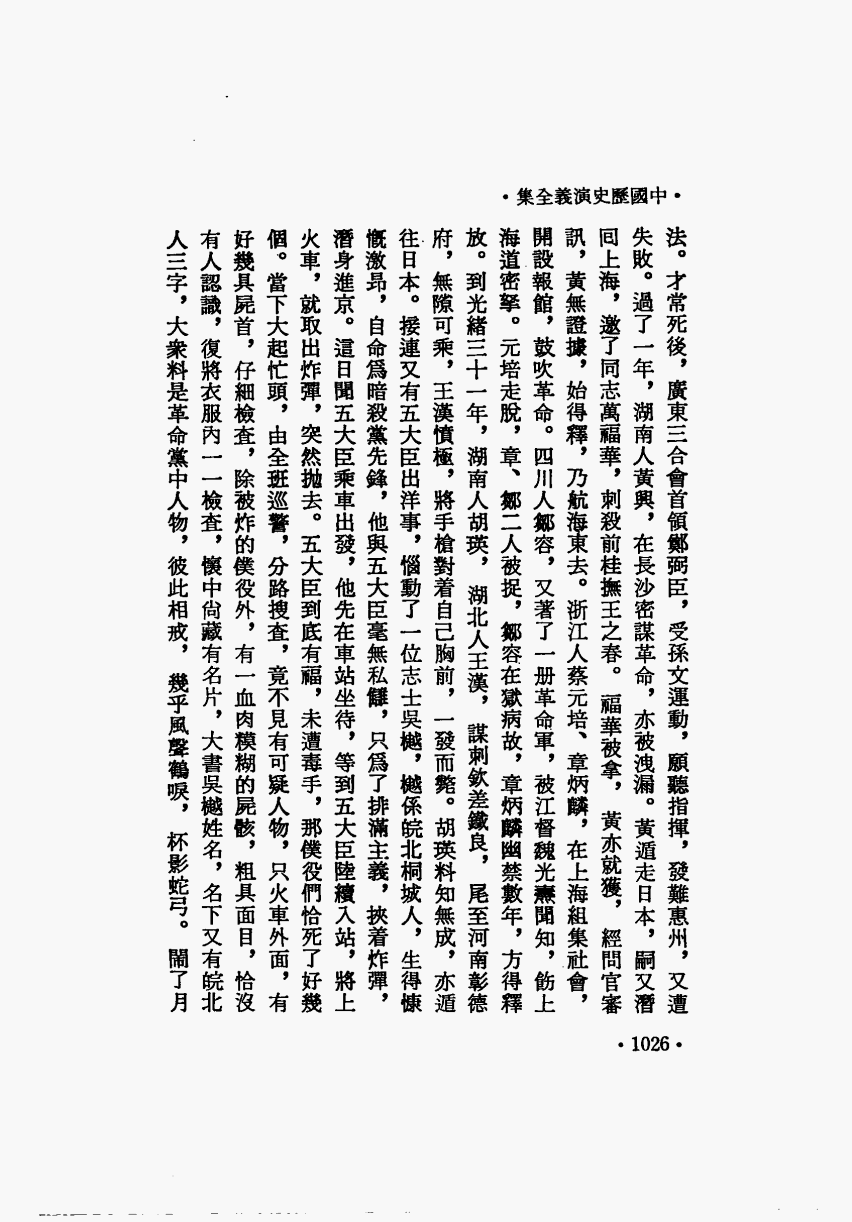 ·中國歷史演義全集·
法。才常死後，廣東三合會首領鄭弼臣，受孫文運動，願聽指揮，發難惠州，又遭
失敗。過了一年，湖南人黃興，在長沙密謀革命，亦被洩漏。黃遁走日本，嗣又潛
回上海，邀了同志萬福華，刺殺前桂撫王之春。福華被拿，黃亦就獲，經問官審
訊，黃無證據，始得釋，乃航海東去。浙江人蔡元培、章炳麟，在上海組集社會，
開設報館，鼓吹革命。四川人鄒容，又著了一册革命軍，被江督魏光燾聞知，飭上
海道密拏。元培走脫，章、鄒二人被捉，鄒容在獄病故，章炳麟幽禁數年，方得釋
放。到光緒三十一年，湖南人胡瑛，湖北人王漢，謀刺欽差鐵良，尾至河南彰德
府，無隙可乘，王漢憤極，將手槍對着自己胸前，一發而斃。胡瑛料知無成，亦遁
往日本。接連又有五大臣出洋事，惱動了一位志士吳樾，樾係皖北桐城人，生得慷
慨激昂，自命爲暗殺黨先鋒，他與五大臣毫無私讎，只爲了排滿主義，挾着炸彈，
潛身進京。這日聞五大臣乘車出發，他先在車站坐待，等到五大臣陸續入站，將上
火車，就取出炸彈，突然拋去。五大臣到底有福，未遭毒手，那僕役們恰死了好幾
個。當下大起忙頭，由全班巡警，分路搜查，竟不見有可疑人物，只火車外面，有
好幾具屍首，仔細檢查，除被炸的僕役外，有一血肉糢糊的屍骸，粗具面目，恰沒
有人認識，復將衣服內一一檢查，懷中尙藏有名片，大書吳樾姓名，名下又有皖北
人三字，大衆料是革命黨中人物，彼此相戒，幾乎風聲鶴唳，杯影蛇弓。鬧了月
·1026·